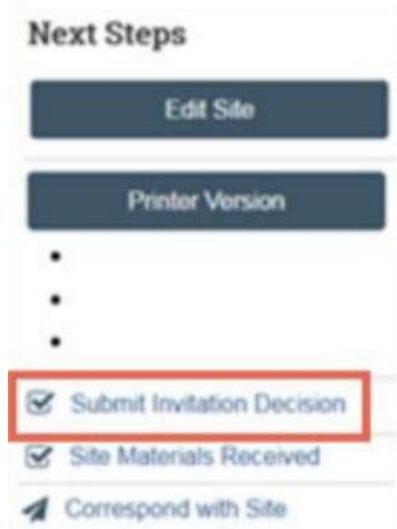 Next Steps
Edit Site
Printer Version
•
•
•
Submit Invitation Decision
Site Materials Received
Correspond with Site